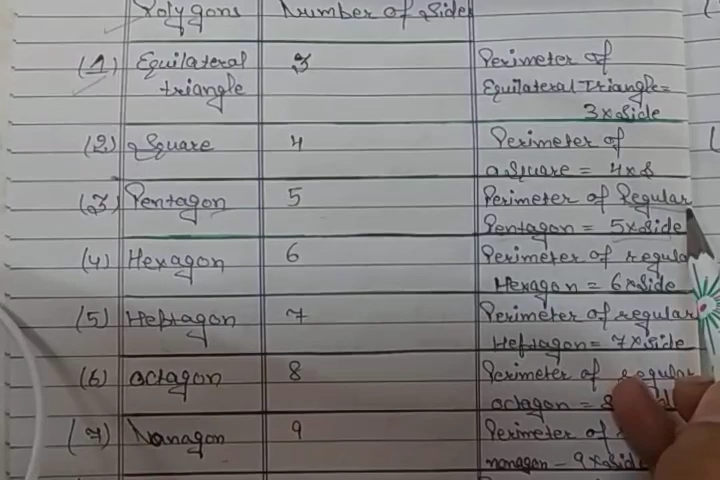 Polygons Number of Sides
(1) Equilateral 3 Perimeter of
triangle Equilateral Triangle =
3 x side
(2) Square 4 Perimeter of
a Square = 4 x s
(3) Pentagon 5 Perimeter of Regular
Pentagon = 5 x side
(4) Hexagon 6 Perimeter of regula
Hexagon = 6 x side
(5) Heptagon 7 Perimeter of regular
Heptagon = 7 x side
(6) octagon 8 Perimeter of regular
octagon = 8
(7) Nanagon 9 Perimeter of
nonagon - 9 x side